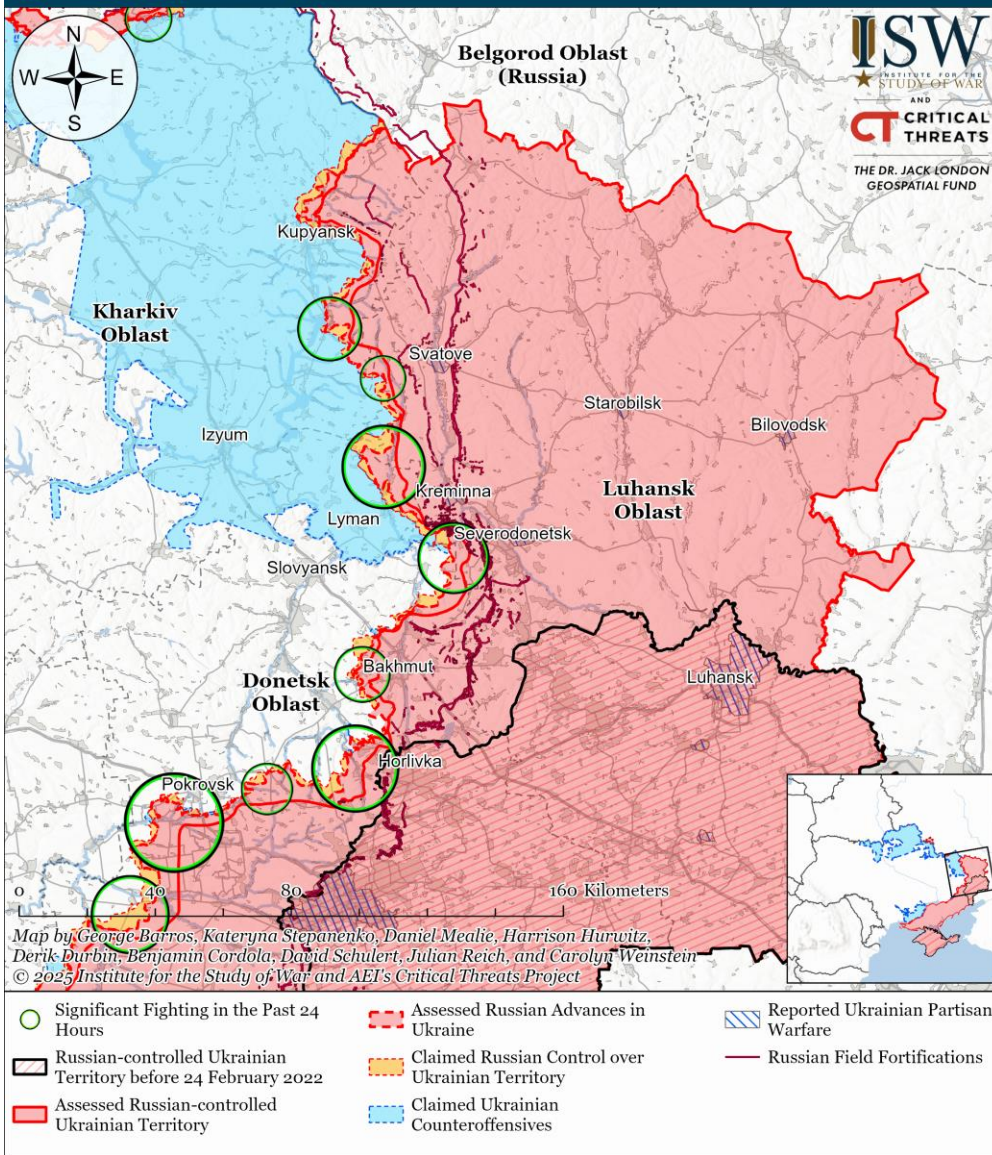 N
W
E
S
Belgorod Oblast
(Russia)
ISW
INSTITUTE FOR THE
STUDY OF WAR
AND
CT CRITICAL
THREATS
THE DR. JACK LONDON
GEOSPATIAL FUND
Kupyansk
Kharkiv
Oblast
Svatove
Starobilsk
Bilovodsk
Izyum
Kreminna
Luhansk
Oblast
Lyman
Severodonetsk
Slovyansk
Bakhmut
Luhansk
Donetsk
Oblast
Horlivka
Pokrovsk
0 40 80 160 Kilometers
Map by George Barros, Kateryna Stepanenko, Daniel Mealie, Harrison Hurwitz,
Derik Durbin, Benjamin Cordola, David Schulert, Julian Reich, and Carolyn Weinstein
© 2025 Institute for the Study of War and AEI's Critical Threats Project
Significant Fighting in the Past 24
Hours
Russian-controlled Ukrainian
Territory before 24 February 2022
Assessed Russian-controlled
Ukrainian Territory
Assessed Russian Advances in
Ukraine
Claimed Russian Control over
Ukrainian Territory
Claimed Ukrainian
Counteroffensives
Reported Ukrainian Partisan
Warfare
Russian Field Fortifications